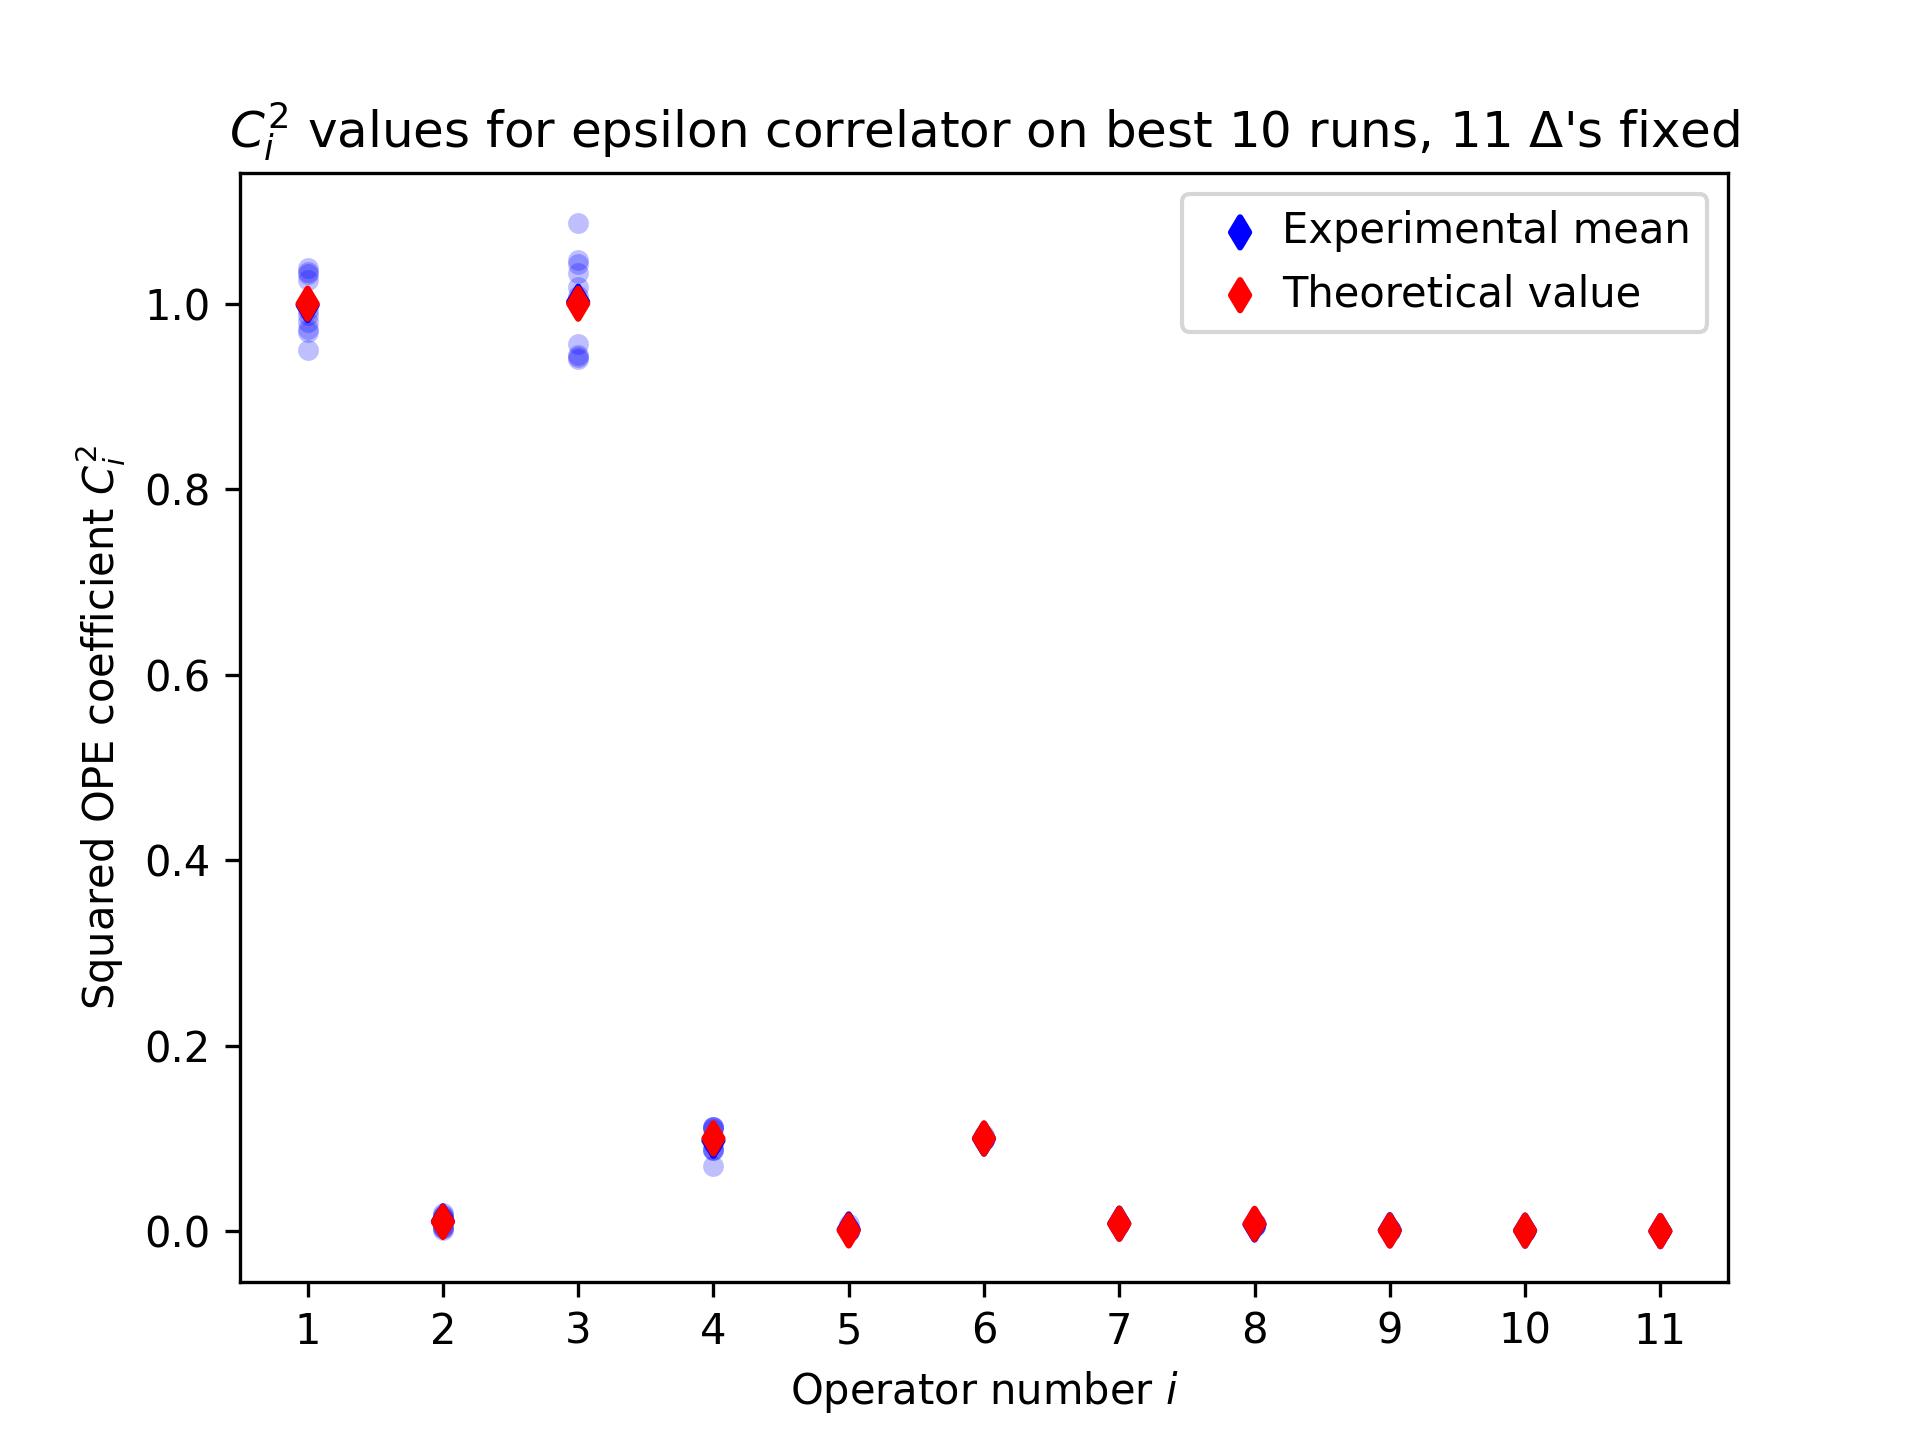 $C_i^2$ values for epsilon correlator on best 10 runs, 11 Δ's fixed
Experimental mean
Theoretical value
Squared OPE coefficient $C_i^2$
1.0
0.8
0.6
0.4
0.2
0.0
1 2 3 4 5 6 7 8 9 10 11
Operator number $i$